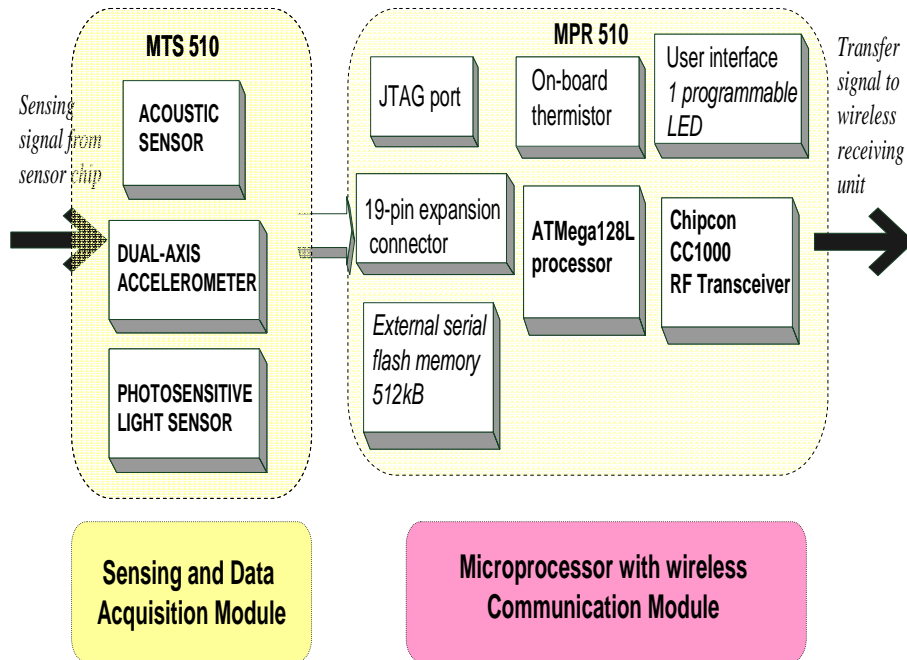 MTS 510
Sensing
signal from
sensor chip
ACOUSTIC
SENSOR
DUAL-AXIS
ACCELEROMETER
PHOTOSENSITIVE
LIGHT SENSOR
MPR 510
JTAG port
On-board
thermistor
User interface
1 programmable
LED
19-pin expansion
connector
ATMega128L
processor
Chipcon
CC1000
RF Transceiver
External serial
flash memory
512kB
Transfer
signal to
wireless
receiving
unit
Sensing and Data
Acquisition Module
Microprocessor with wireless
Communication Module